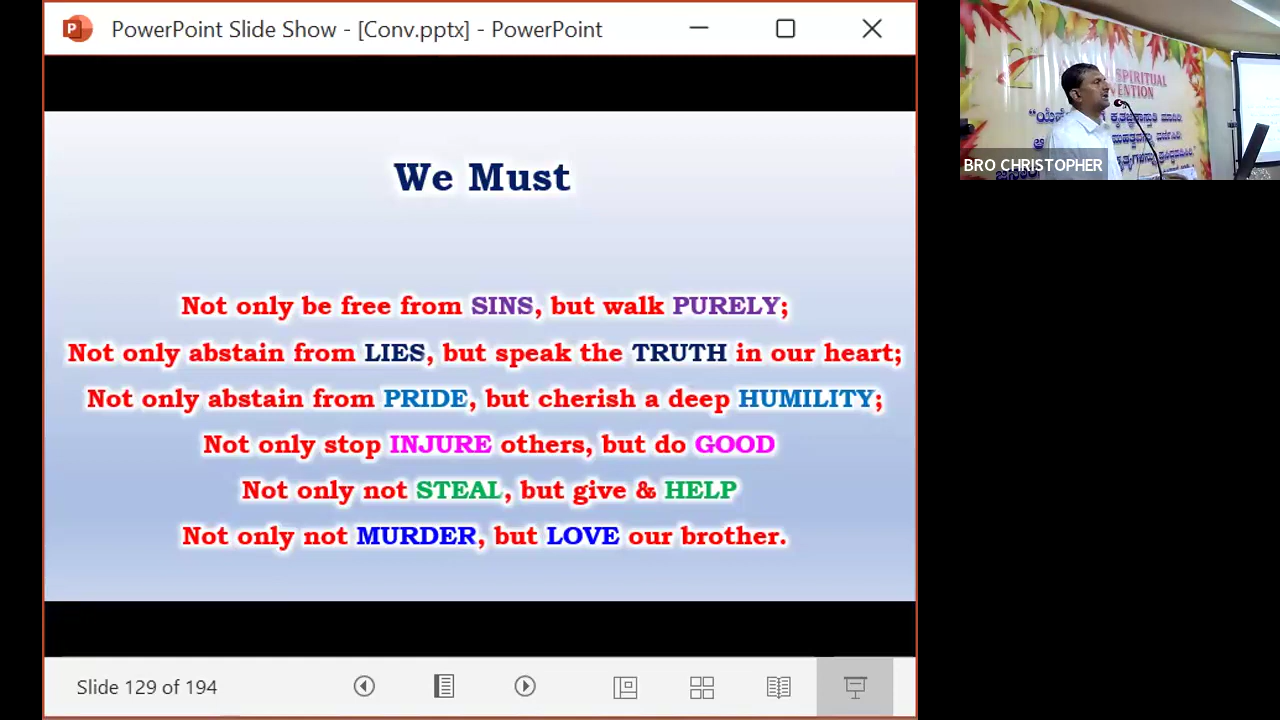 PowerPoint Slide Show - [Conv.pptx] - PowerPoint
We Must
Not only be free from SINS, but walk PURELY;
Not only abstain from LIES, but speak the TRUTH in our heart;
Not only abstain from PRIDE, but cherish a deep HUMILITY;
Not only stop INJURE others, but do GOOD
Not only not STEAL, but give & HELP
Not only not MURDER, but LOVE our brother.
Slide 129 of 194
SPIRITUAL
BRO CHRISTOPHER